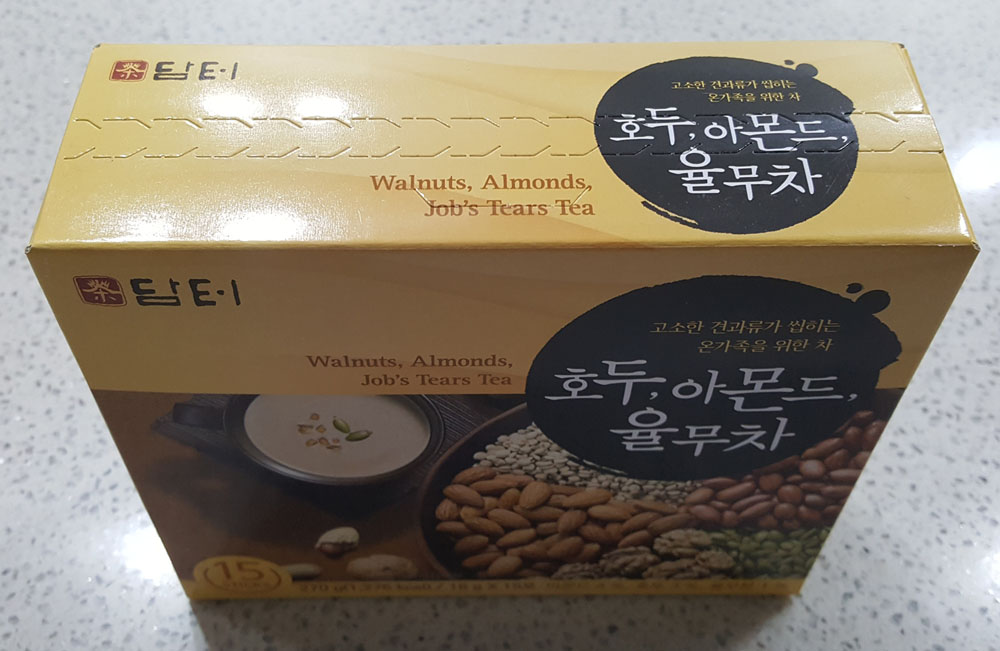 茶 담터
고소한 견과류가 씹히는
온가족을 위한 차
호두, 아몬드,
율무차
Walnuts, Almonds,
Job's Tears Tea
茶 담터
고소한 견과류가 씹히는
온가족을 위한 차
Walnuts, Almonds,
Job's Tears Tea
호두, 아몬드,
율무차
15
270 g